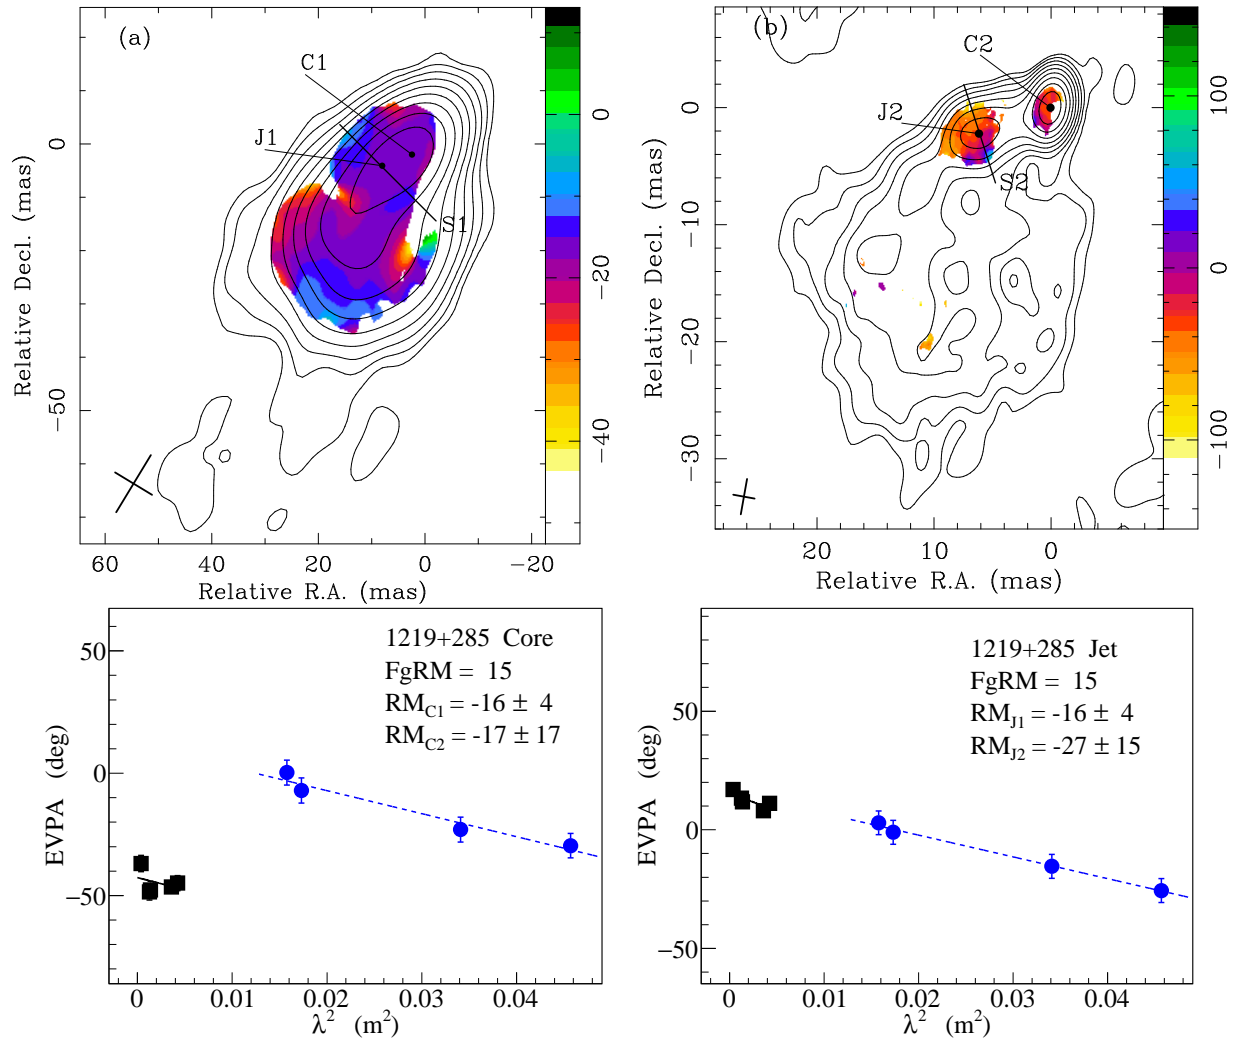 (a)
C1
J1
S1
0
−50
Relative Decl. (mas)
60 40 20 0 −20
Relative R.A. (mas)
0
−20
−40
(b)
C2
J2
S2
0
−10
−20
−30
Relative Decl. (mas)
20 10 0
Relative R.A. (mas)
100
0
−100
1219+285 Core
FgRM = 15
RM_C1 = -16 ± 4
RM_C2 = -17 ± 17
50
0
−50
EVPA (deg)
0 0.01 0.02 0.03 0.04
λ² (m²)
1219+285 Jet
FgRM = 15
RM_J1 = -16 ± 4
RM_J2 = -27 ± 15
50
0
−50
EVPA (deg)
0 0.01 0.02 0.03 0.04
λ² (m²)